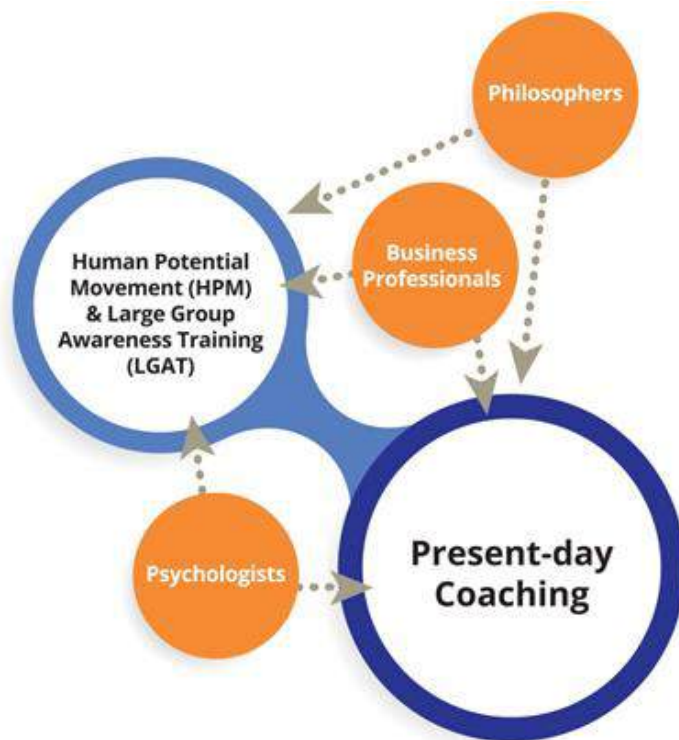 Philosophers
Business
Professionals
Human Potential
Movement (HPM)
& Large Group
Awareness Training
(LGAT)
Psychologists
Present-day
Coaching